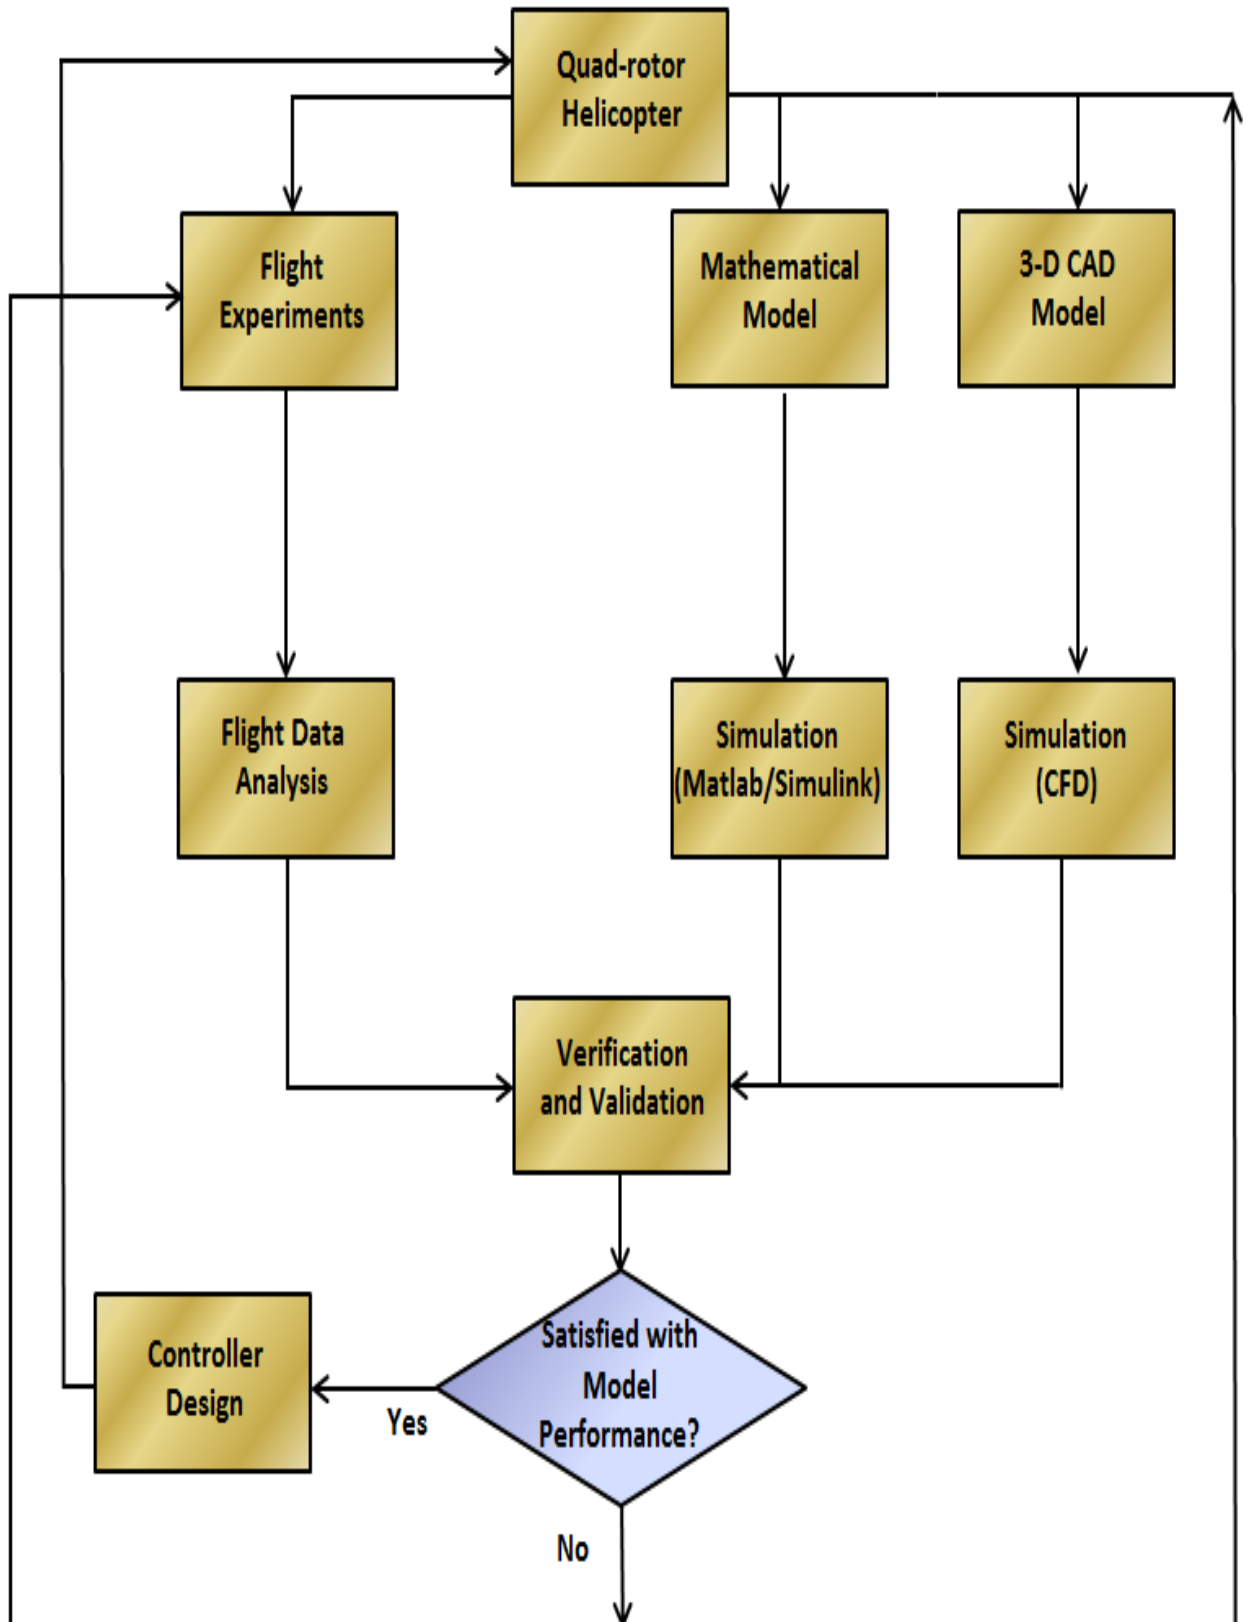 Quad-rotor
Helicopter
Flight
Experiments
Mathematical
Model
3-D CAD
Model
Flight Data
Analysis
Simulation
(Matlab/Simulink)
Simulation
(CFD)
Verification
and Validation
Satisfied with
Model
Performance?
Controller
Design
Yes
No